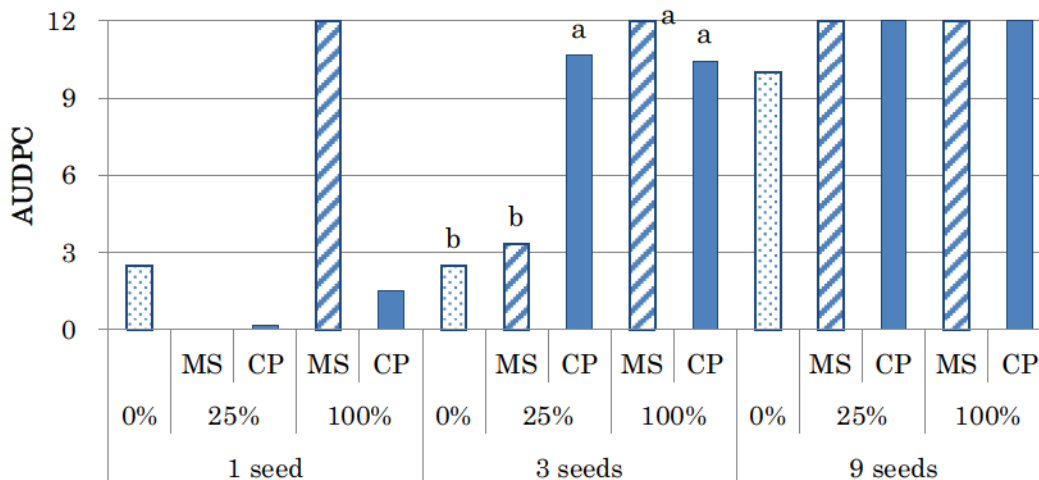 12
9
6
3
0
AUDPC
b
b
a
a
a
MS CP MS CP MS CP MS CP MS CP MS CP
0% 25% 100% 0% 25% 100% 0% 25% 100%
1 seed 3 seeds 9 seeds